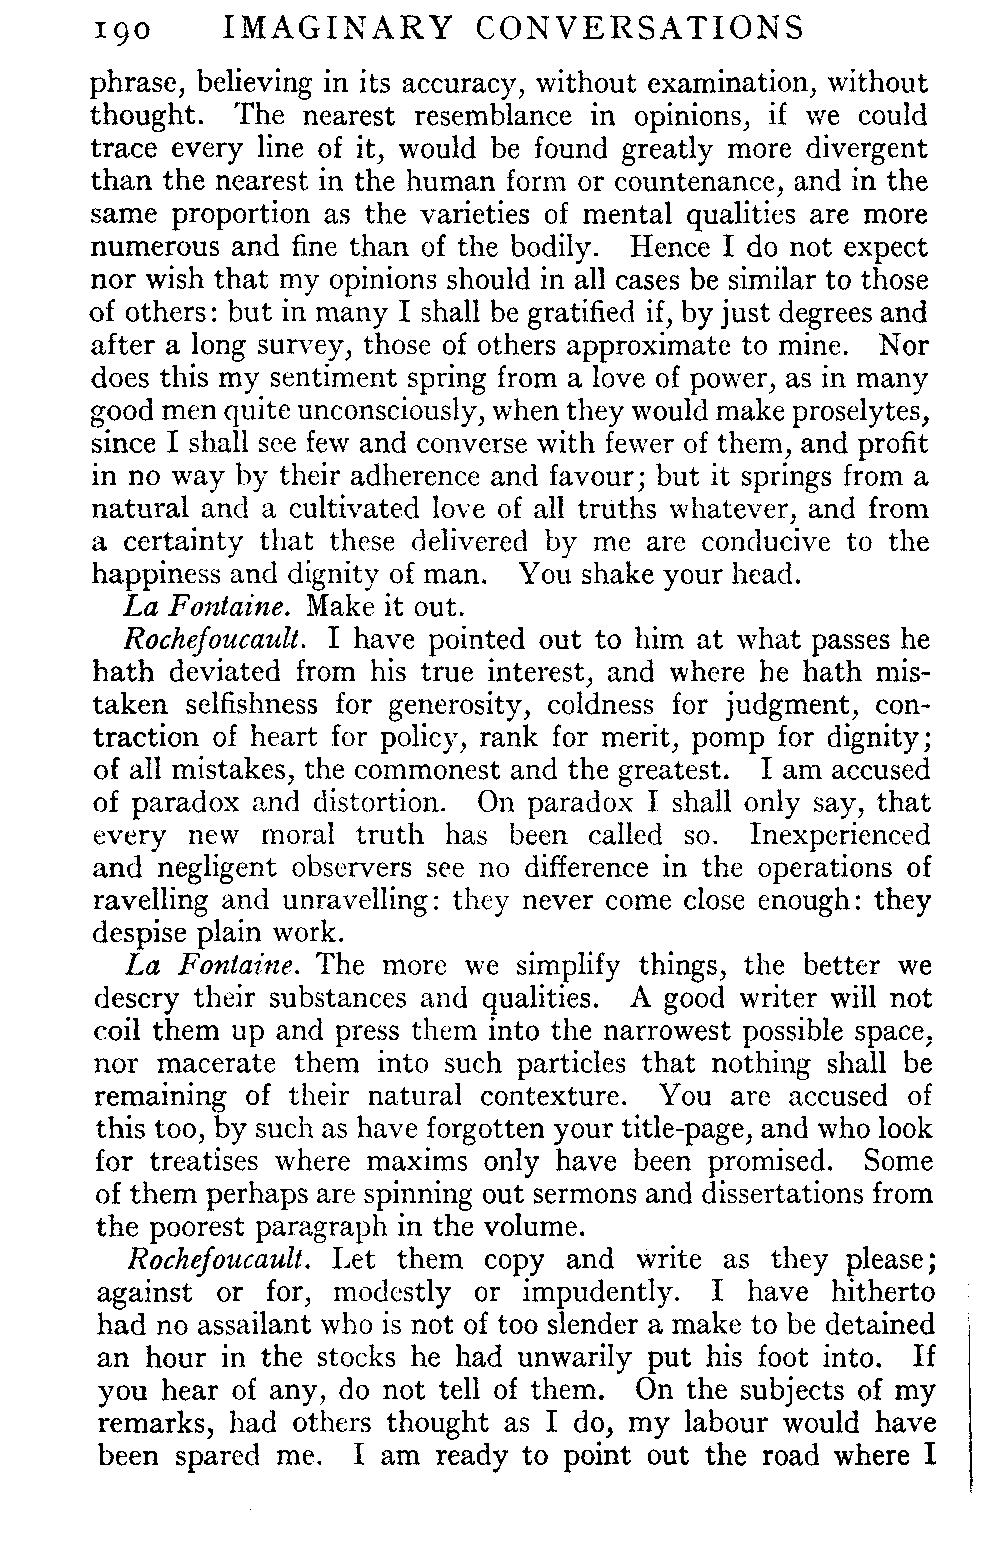 190 IMAGINARY CONVERSATIONS
phrase, believing in its accuracy, without examination, without
thought. The nearest resemblance in opinions, if we could
trace every line of it, would be found greatly more divergent
than the nearest in the human form or countenance, and in the
same proportion as the varieties of mental qualities are more
numerous and fine than of the bodily. Hence I do not expect
nor wish that my opinions should in all cases be similar to those
of others: but in many I shall be gratified if, by just degrees and
after a long survey, those of others approximate to mine. Nor
does this my sentiment spring from a love of power, as in many
good men quite unconsciously, when they would make proselytes,
since I shall see few and converse with fewer of them, and profit
in no way by their adherence and favour; but it springs from a
natural and a cultivated love of all truths whatever, and from
a certainty that these delivered by me are conducive to the
happiness and dignity of man. You shake your head.
La Fontaine. Make it out.
Rochefoucault. I have pointed out to him at what passes he
hath deviated from his true interest, and where he hath mis-
taken selfishness for generosity, coldness for judgment, con-
traction of heart for policy, rank for merit, pomp for dignity;
of all mistakes, the commonest and the greatest. I am accused
of paradox and distortion. On paradox I shall only say, that
every new moral truth has been called so. Inexperienced
and negligent observers see no difference in the operations of
ravelling and unravelling: they never come close enough: they
despise plain work.
La Fontaine. The more we simplify things, the better we
descry their substances and qualities. A good writer will not
coil them up and press them into the narrowest possible space,
nor macerate them into such particles that nothing shall be
remaining of their natural contexture. You are accused of
this too, by such as have forgotten your title-page, and who look
for treatises where maxims only have been promised. Some
of them perhaps are spinning out sermons and dissertations from
the poorest paragraph in the volume.
Rochefoucault. Let them copy and write as they please;
against or for, modestly or impudently. I have hitherto
had no assailant who is not of too slender a make to be detained
an hour in the stocks he had unwarily put his foot into. If
you hear of any, do not tell of them. On the subjects of my
remarks, had others thought as I do, my labour would have
been spared me. I am ready to point out the road where I